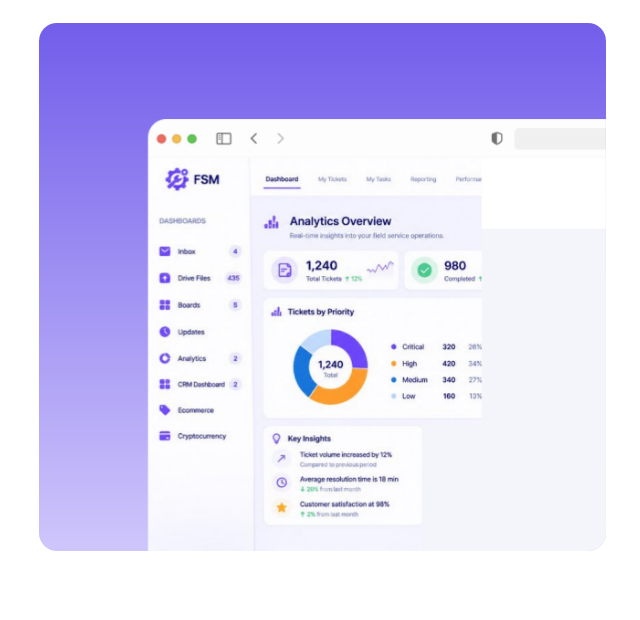 FSM
Dashboard My Tickets My Tasks Reporting Performan
DASHBOARDS
Inbox 4
Drive Files 435
Boards 5
Updates
Analytics 2
CRM Dashboard 2
Ecommerce
Cryptocurrency
Analytics Overview
Real-time insights into your field service operations.
1,240
Total Tickets ↑ 12%
980
Completed ↑
Tickets by Priority
1,240
Total
Critical 320 26%
High 420 34%
Medium 340 27%
Low 160 13%
Key Insights
Ticket volume increased by 12%
Compared to previous period
Average resolution time is 18 min
↓ 20% from last month
Customer satisfaction at 98%
↑ 2% from last month